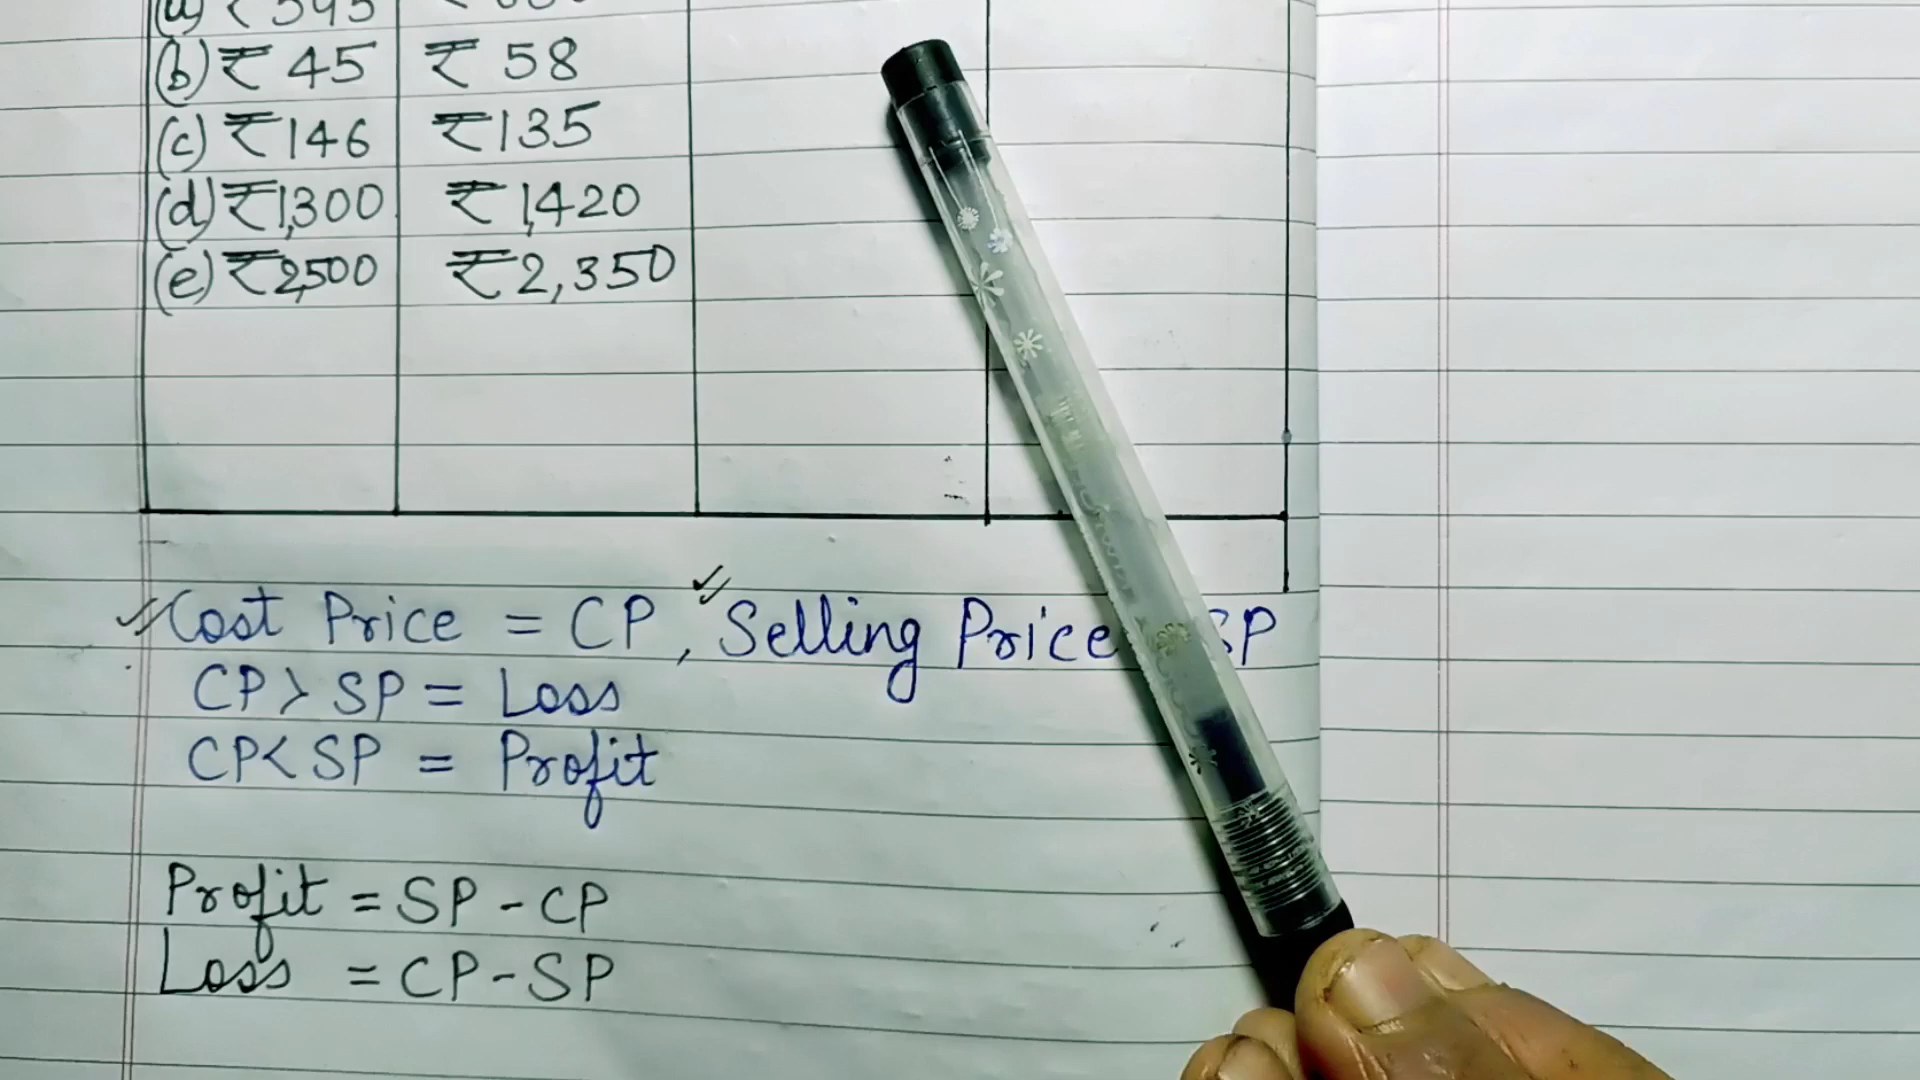 (b) ₹ 45 ₹ 58
(c) ₹146 ₹135
(d) ₹1,300 ₹1,420
(e) ₹2,500 ₹2,350
Cost Price = CP, Selling Price SP
CP > SP = Loss
CP < SP = Profit
Profit = SP - CP
Loss = CP - SP